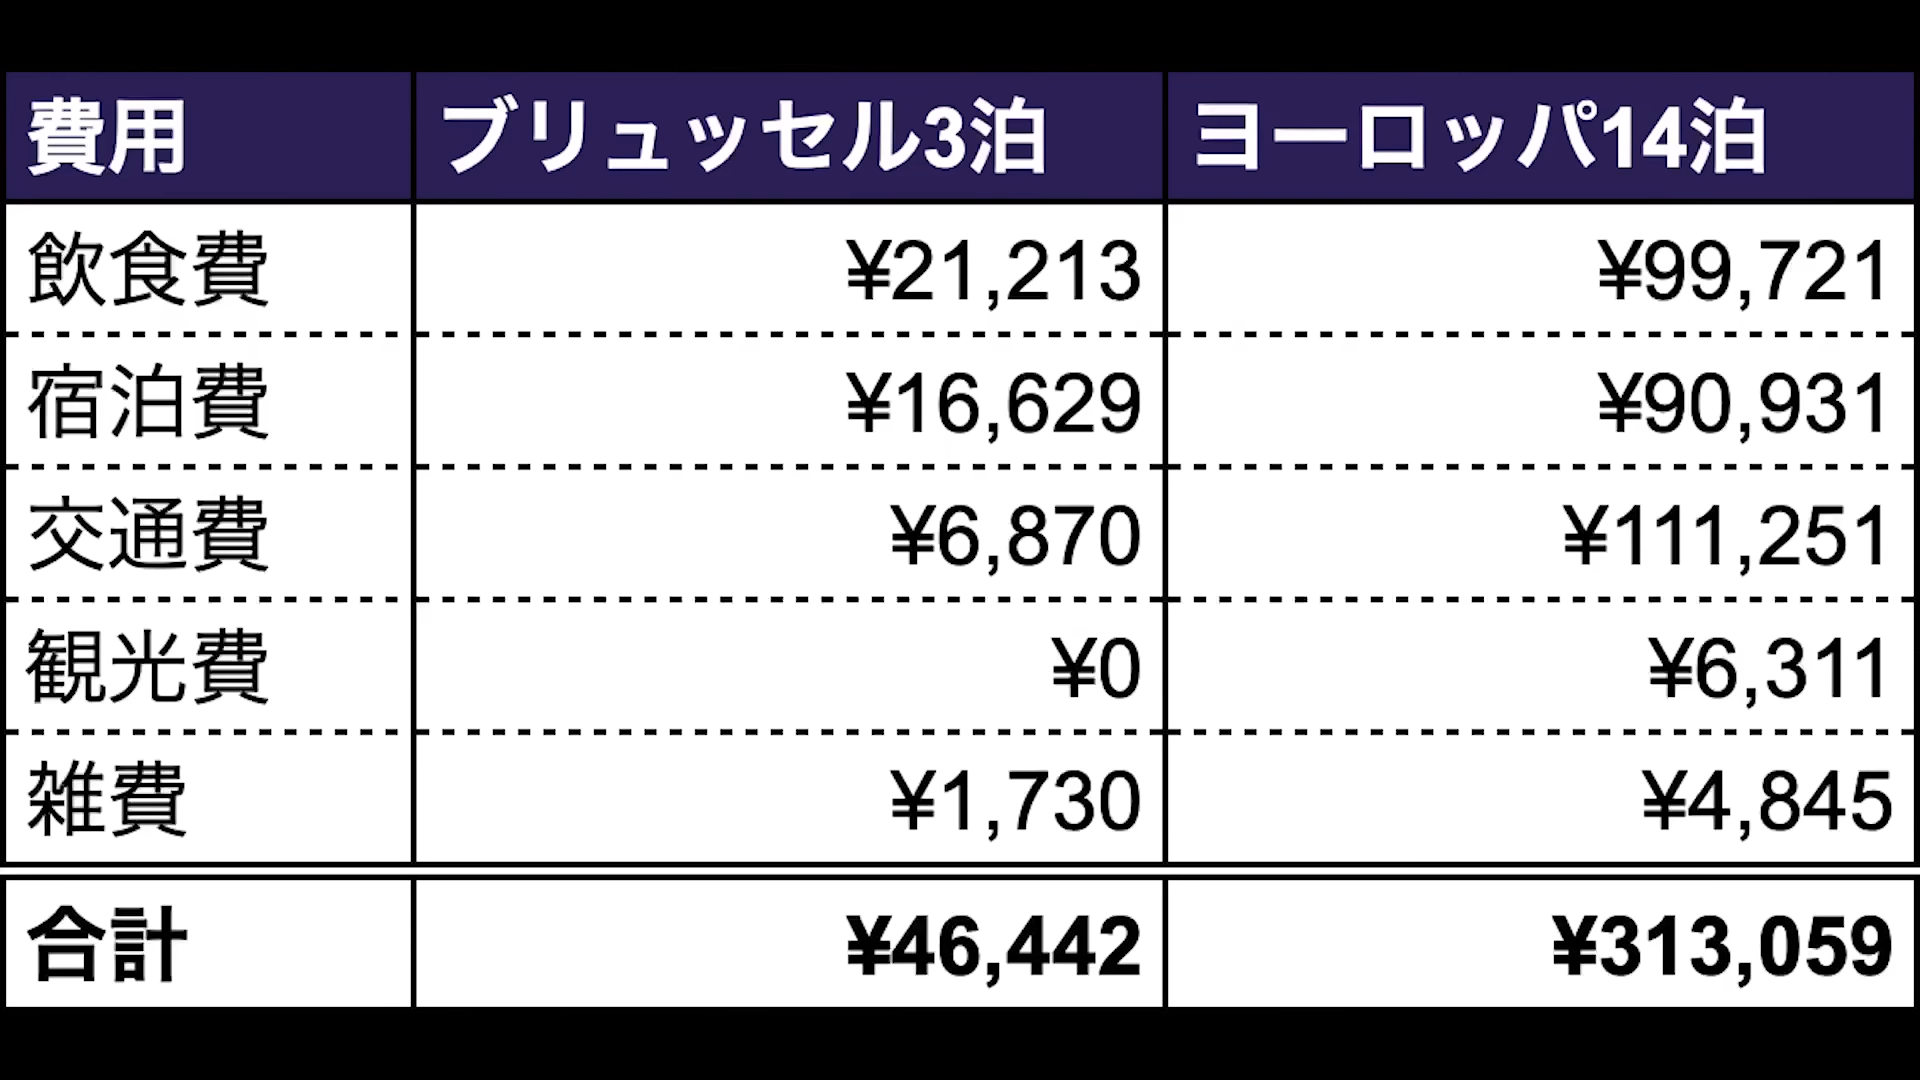 費用 ブリュッセル3泊 ヨーロッパ14泊
飲食費 ¥21,213 ¥99,721
宿泊費 ¥16,629 ¥90,931
交通費 ¥6,870 ¥111,251
観光費 ¥0 ¥6,311
雑費 ¥1,730 ¥4,845
合計 ¥46,442 ¥313,059